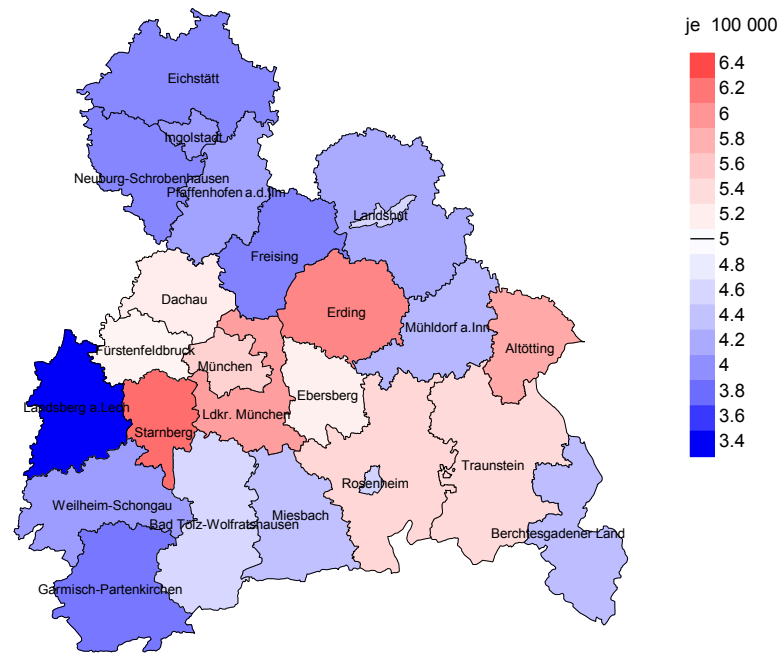 je 100 000
6.4
6.2
6
5.8
5.6
5.4
5.2
5
4.8
4.6
4.4
4.2
4
3.8
3.6
3.4
Eichstätt
Ingolstadt
Neuburg-Schrobenhausen
Pfaffenhofen a.d.Ilm
Landshut
Freising
Dachau
Erding
Mühldorf a.Inn
Altötting
Fürstenfeldbruck
München
Ebersberg
Landsberg a.Lech
Ldkr. München
Starnberg
Traunstein
Rosenheim
Weilheim-Schongau
Miesbach
Bad Tölz-Wolfratshausen
Berchtesgadener Land
Garmisch-Partenkirchen